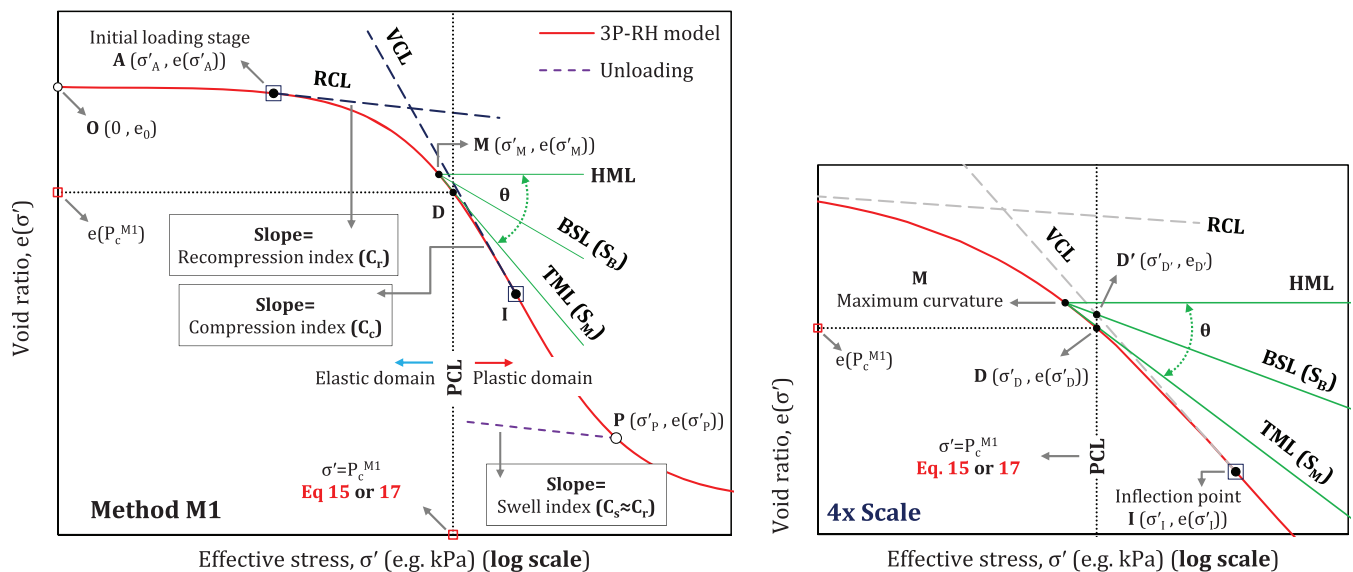 Initial loading stage
A (σ′A , e(σ′A))
RCL
VCL
3P-RH model
Unloading
O (0 , e0)
M (σ′M , e(σ′M))
HML
θ
D
e(PcM1)
Slope=
Recompression index (Cr)
BSL (SB)
TML (SM)
Slope=
Compression index (Cc)
I
Elastic domain
PCL
Plastic domain
P (σ′P , e(σ′P))
σ′=PcM1
Eq 15 or 17
Slope=
Swell index (Cs≈Cr)
Method M1
Void ratio, e(σ′)
Effective stress, σ′ (e.g. kPa) (log scale)
RCL
VCL
D′ (σ′D′ , eD′)
M
Maximum curvature
HML
θ
e(PcM1)
D (σ′D , e(σ′D))
BSL (SB)
TML (SM)
σ′=PcM1
Eq. 15 or 17
PCL
Inflection point
I (σ′I , e(σ′I))
4x Scale
Void ratio, e(σ′)
Effective stress, σ′ (e.g. kPa) (log scale)